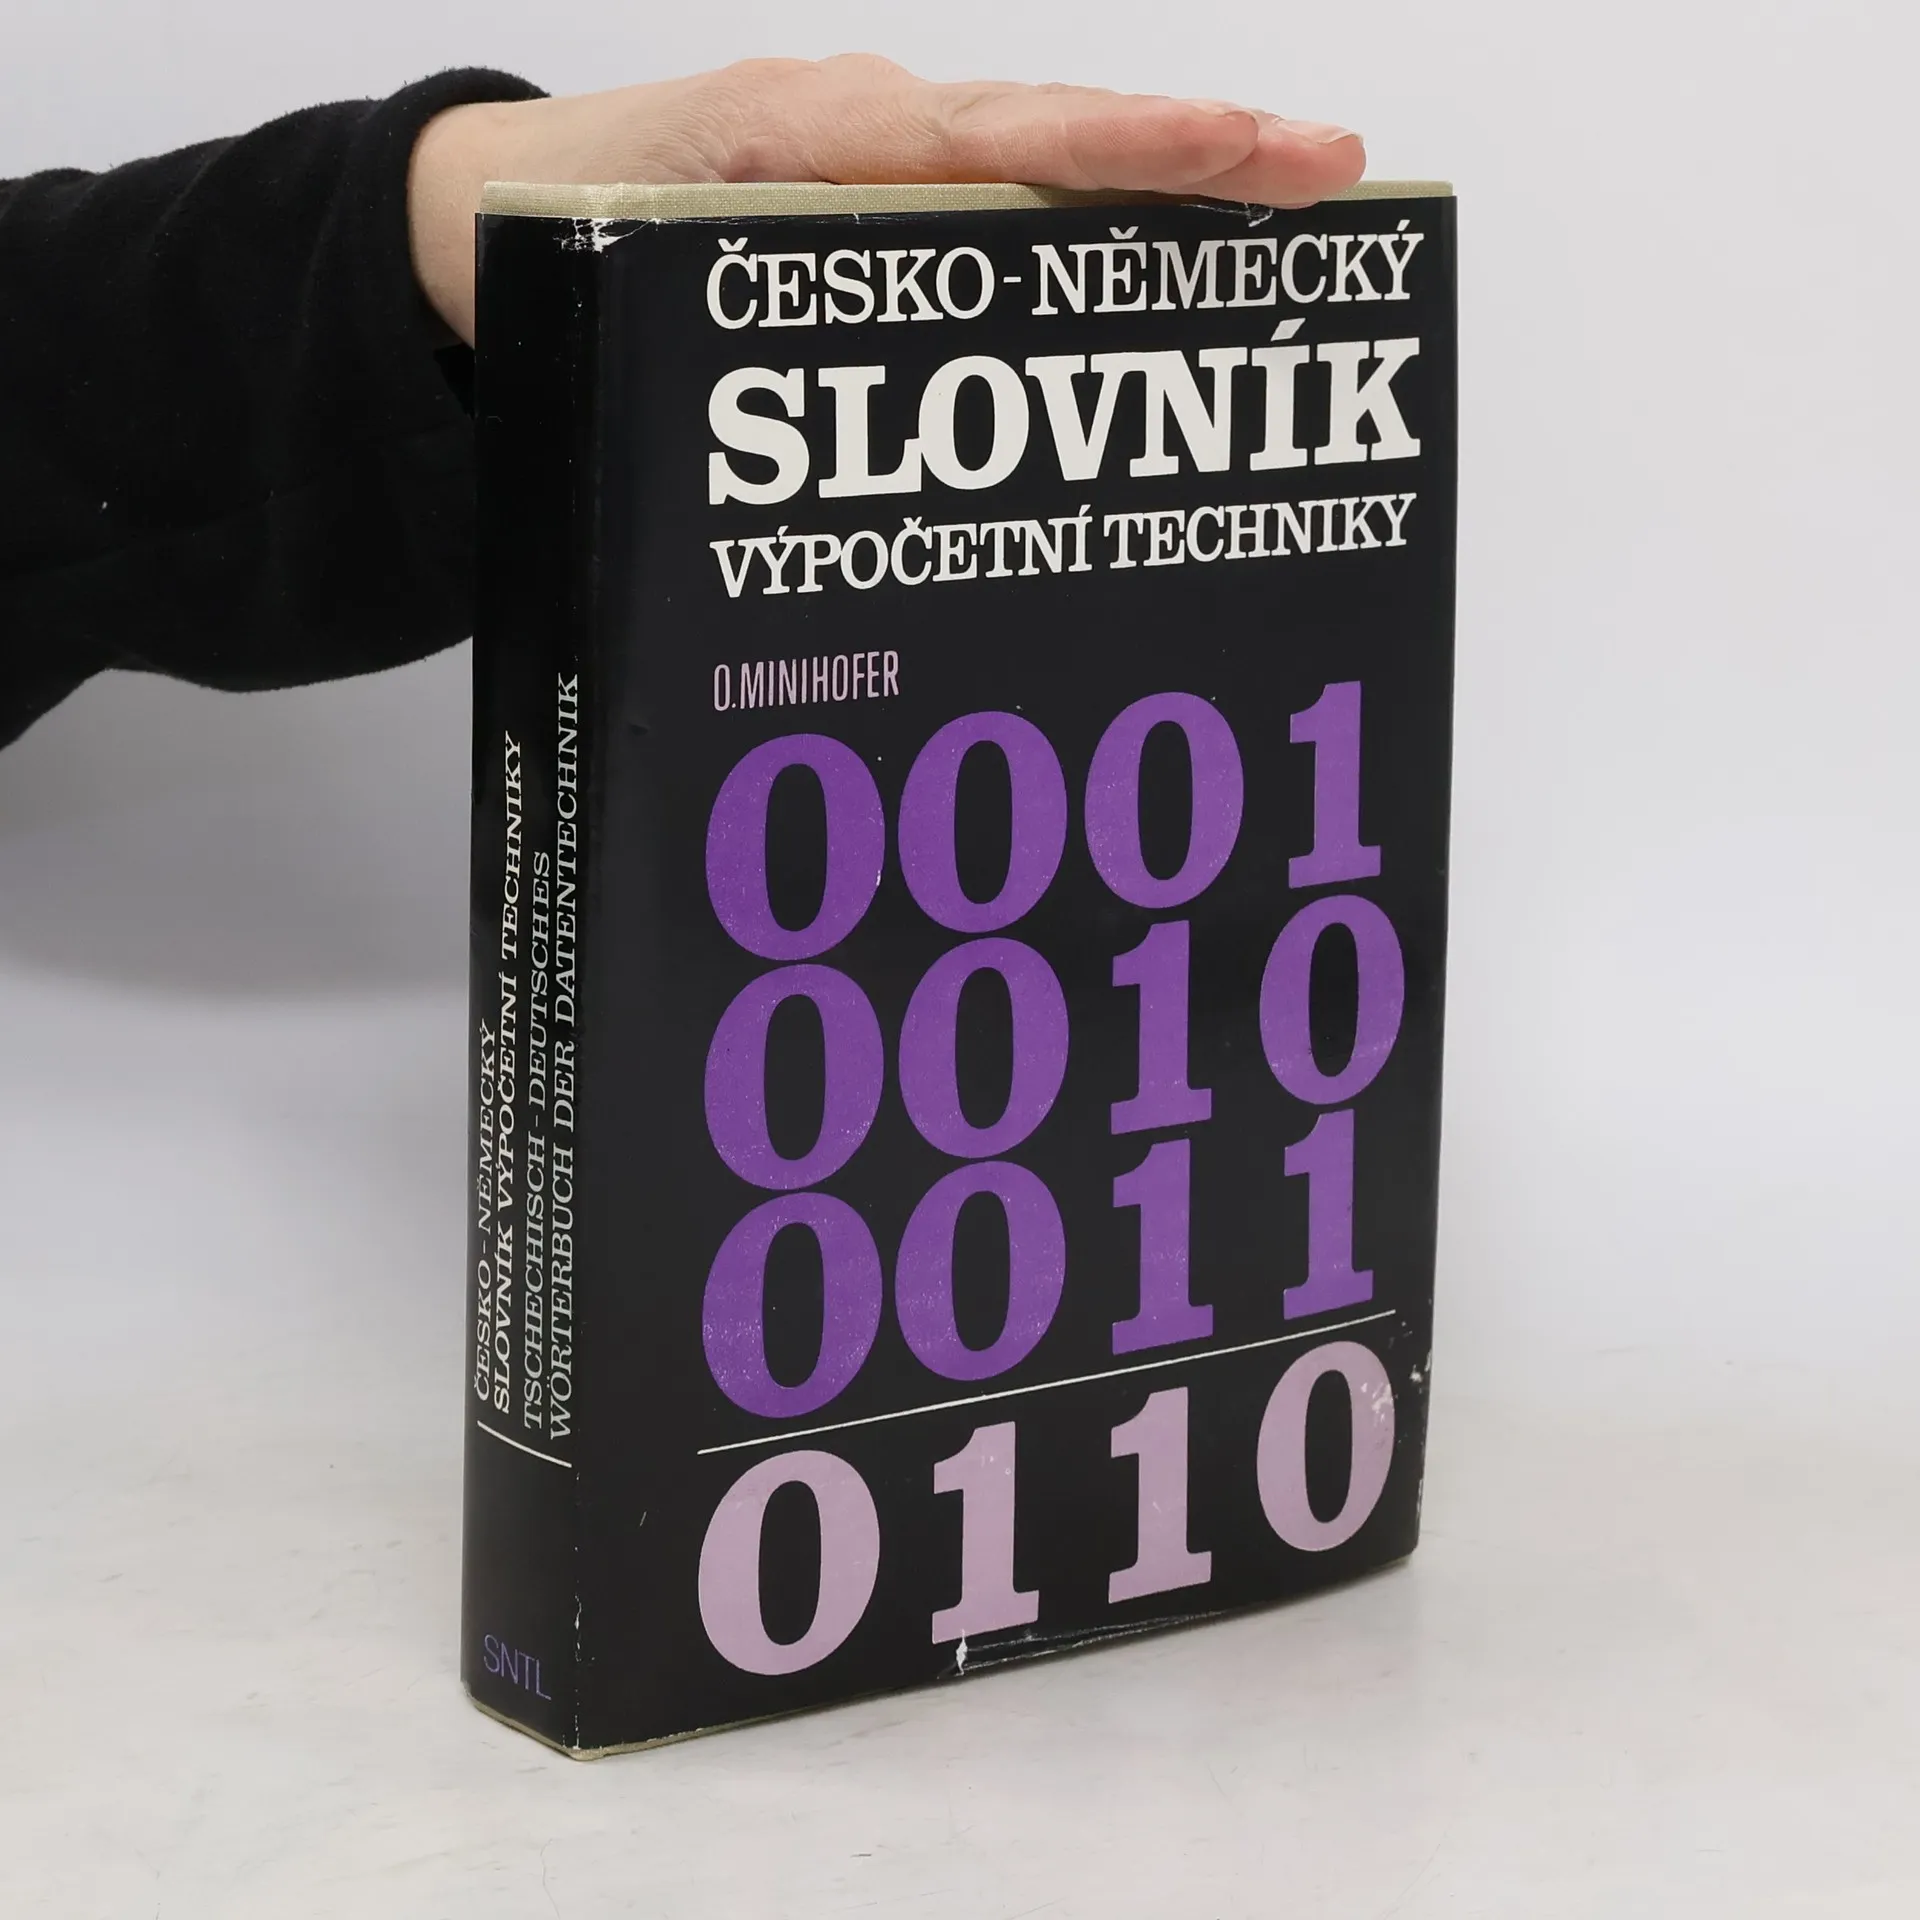 ČESKO-NĚMECKÝ
SLOVNÍK
VÝPOČETNÍ TECHNIKY
O.MINIHOFER
0001
0010
0011
0110
ČESKO-NĚMECKÝ
SLOVNÍK VÝPOČETNÍ TECHNIKY
TSCHECHISCH-DEUTSCHES
WÖRTERBUCH DER DATENTECHNIK
SNTL